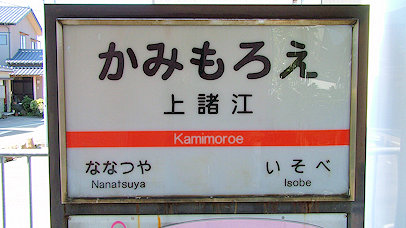 かみもろえ
上諸江
Kamimoroe
ななつや いそべ
Nanatsuya Isobe